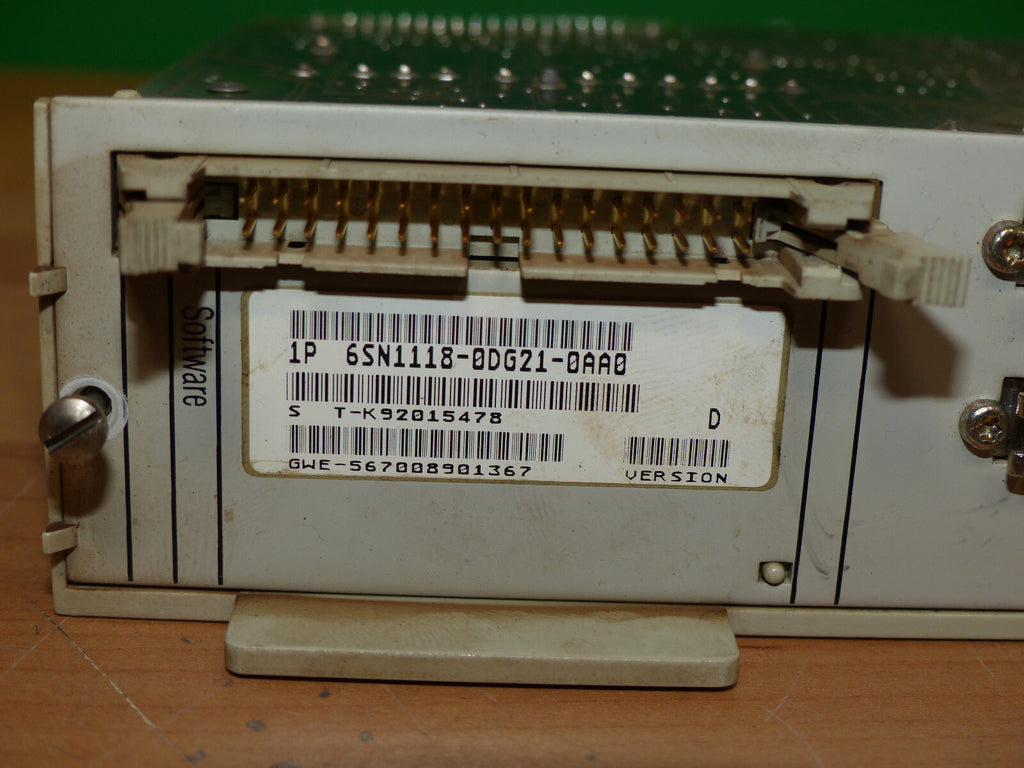 Software
1P 6SN1118-0DG21-0AA0
S T-K92015478
D
GWE-567008901367
VERSION